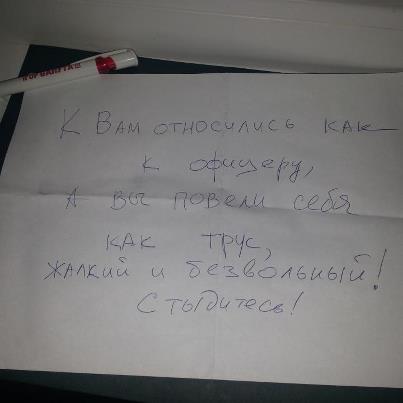 К Вам относились как
к офицеру,
А вы повели себя
как трус,
жалкий и безвольный!
Стыдитесь!